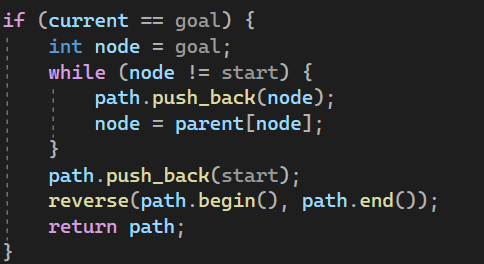 if (current == goal) {
    int node = goal;
    while (node != start) {
        path.push_back(node);
        node = parent[node];
    }
    path.push_back(start);
    reverse(path.begin(), path.end());
    return path;
}